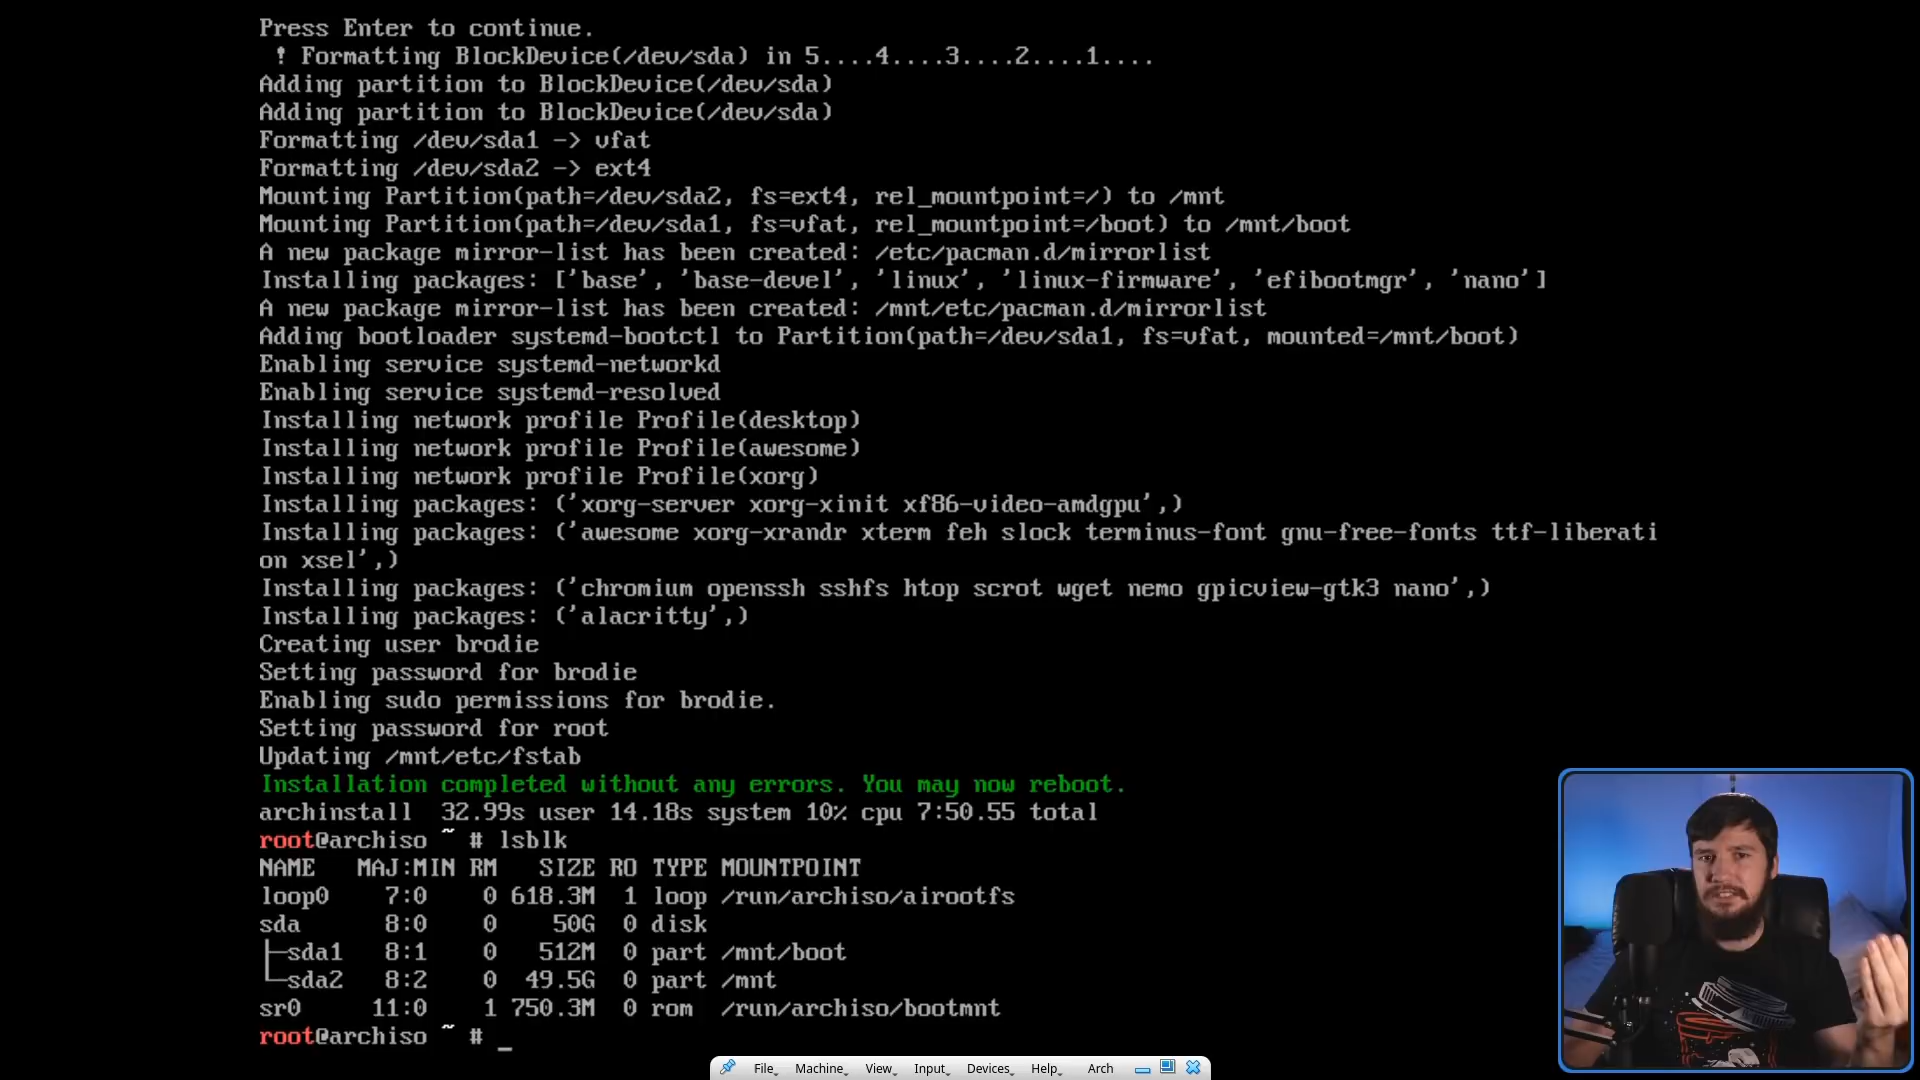 Press Enter to continue.
! Formatting BlockDevice(/dev/sda) in 5....4....3....2....1....
Adding partition to BlockDevice(/dev/sda)
Adding partition to BlockDevice(/dev/sda)
Formatting /dev/sda1 -> vfat
Formatting /dev/sda2 -> ext4
Mounting Partition(path=/dev/sda2, fs=ext4, rel_mountpoint=/) to /mnt
Mounting Partition(path=/dev/sda1, fs=vfat, rel_mountpoint=/boot) to /mnt/boot
A new package mirror-list has been created: /etc/pacman.d/mirrorlist
Installing packages: ['base', 'base-devel', 'linux', 'linux-firmware', 'efibootmgr', 'nano']
A new package mirror-list has been created: /mnt/etc/pacman.d/mirrorlist
Adding bootloader systemd-bootctl to Partition(path=/dev/sda1, fs=vfat, mounted=/mnt/boot)
Enabling service systemd-networkd
Enabling service systemd-resolved
Installing network profile Profile(desktop)
Installing network profile Profile(awesome)
Installing network profile Profile(xorg)
Installing packages: ('xorg-server xorg-xinit xf86-video-amdgpu',)
Installing packages: ('awesome xorg-xrandr xterm feh slock terminus-font gnu-free-fonts ttf-liberati
on xsel',)
Installing packages: ('chromium openssh sshfs htop scrot wget nemo gpicview-gtk3 nano',)
Installing packages: ('alacritty',)
Creating user brodie
Setting password for brodie
Enabling sudo permissions for brodie.
Setting password for root
Updating /mnt/etc/fstab
Installation completed without any errors. You may now reboot.
archinstall  32.99s user 14.18s system 10% cpu 7:50.55 total
root@archiso ~ # lsblk
NAME   MAJ:MIN RM   SIZE RO TYPE MOUNTPOINT
loop0    7:0    0 618.3M  1 loop /run/archiso/airootfs
sda      8:0    0    50G  0 disk
├─sda1   8:1    0   512M  0 part /mnt/boot
└─sda2   8:2    0  49.5G  0 part /mnt
sr0     11:0    1 750.3M  0 rom  /run/archiso/bootmnt
root@archiso ~ # _
File Machine View Input Devices Help Arch